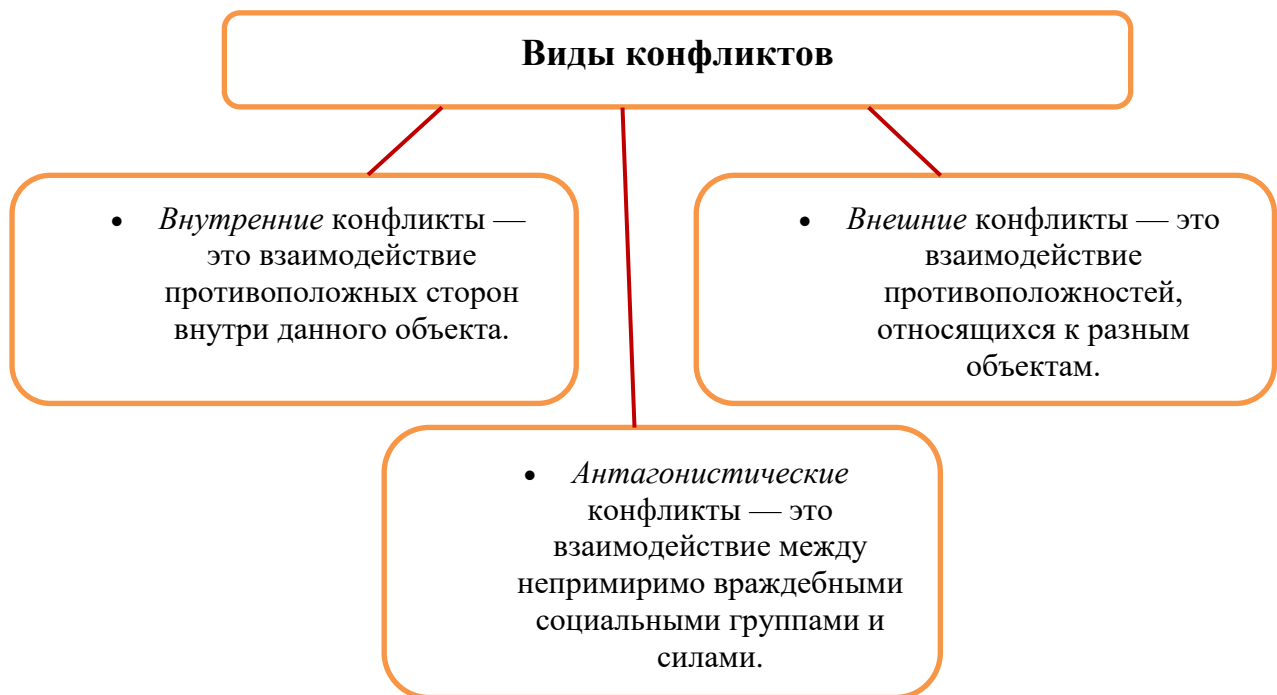 Виды конфликтов
• Внутренние конфликты —
это взаимодействие
противоположных сторон
внутри данного объекта.
• Внешние конфликты — это
взаимодействие
противоположностей,
относящихся к разным
объектам.
• Антагонистические
конфликты — это
взаимодействие между
непримиримо враждебными
социальными группами и
силами.